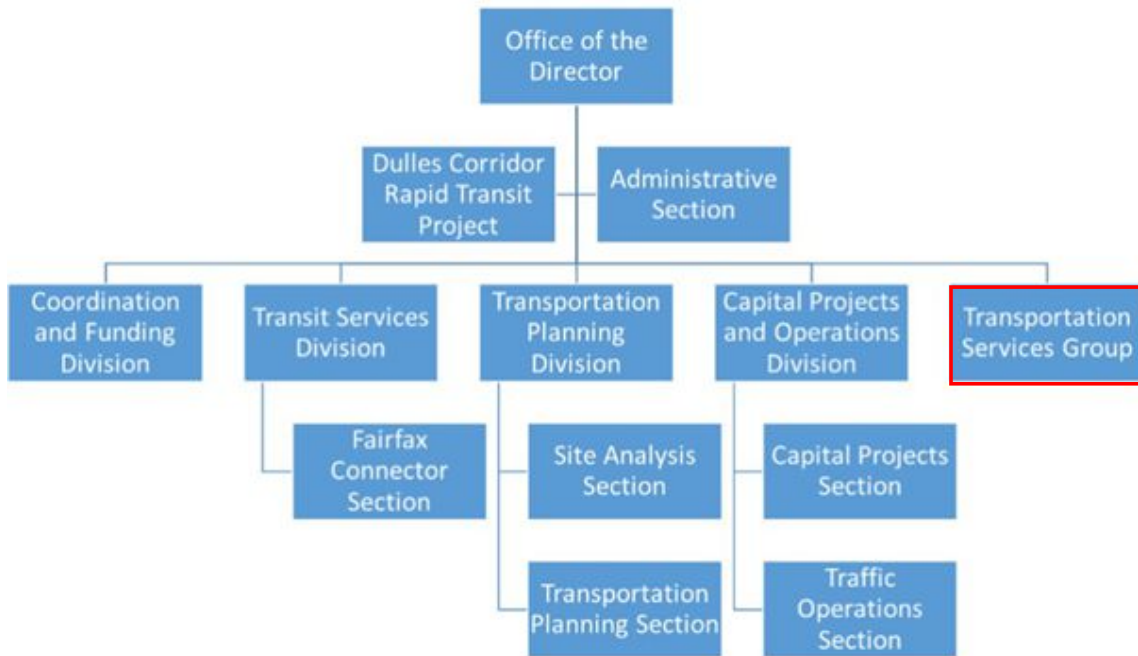 Office of the
Director
Dulles Corridor
Rapid Transit
Project
Administrative
Section
Coordination
and Funding
Division
Transit Services
Division
Transportation
Planning
Division
Capital Projects
and Operations
Division
Transportation
Services Group
Fairfax
Connector
Section
Site Analysis
Section
Capital Projects
Section
Transportation
Planning Section
Traffic
Operations
Section